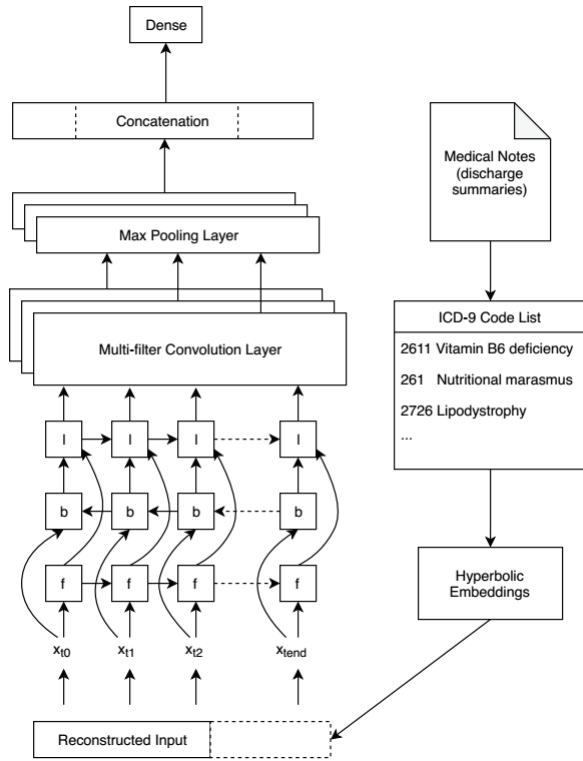 Dense
Concatenation
Max Pooling Layer
Multi-filter Convolution Layer
l l l l
b b b b
f f f f
xt0 xt1 xt2 xtend
Reconstructed Input
Medical Notes
(discharge
summaries)
ICD-9 Code List
2611 Vitamin B6 deficiency
261 Nutritional marasmus
2726 Lipodystrophy
...
Hyperbolic
Embeddings